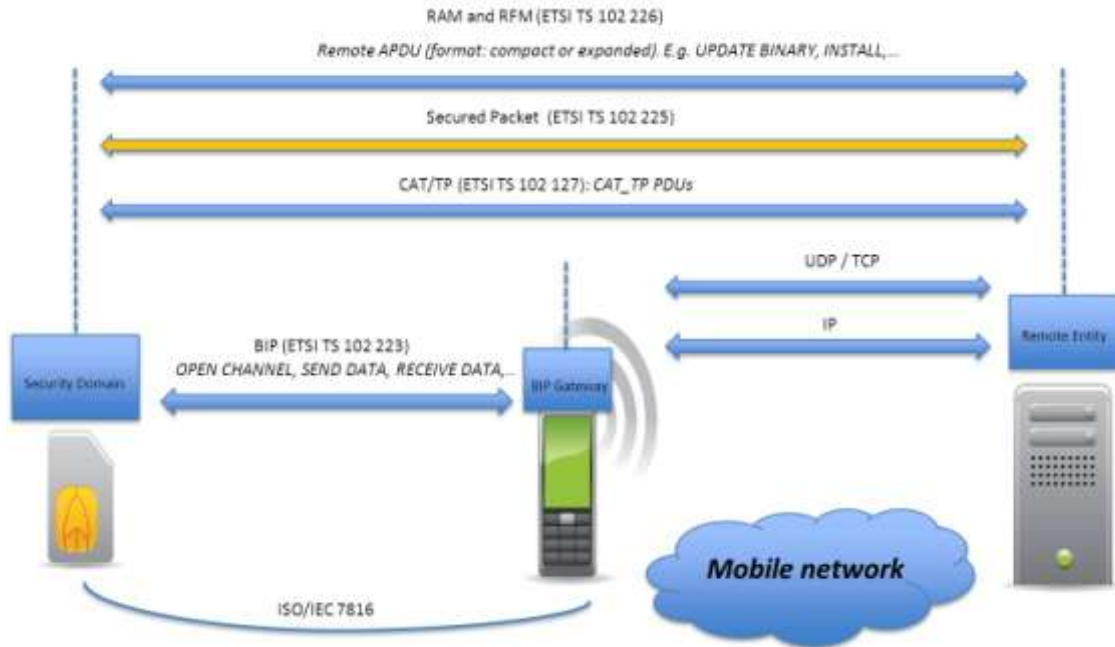 RAM and RFM (ETSI TS 102 226)
Remote APDU (format: compact or expanded). E.g. UPDATE BINARY, INSTALL,...
Secured Packet (ETSI TS 102 225)
CAT/TP (ETSI TS 102 127): CAT_TP PDUs
UDP / TCP
IP
Remote Entity
BIP (ETSI TS 102 223)
OPEN CHANNEL, SEND DATA, RECEIVE DATA,...
Security Domain
BIP Gateway
Mobile network
ISO/IEC 7816